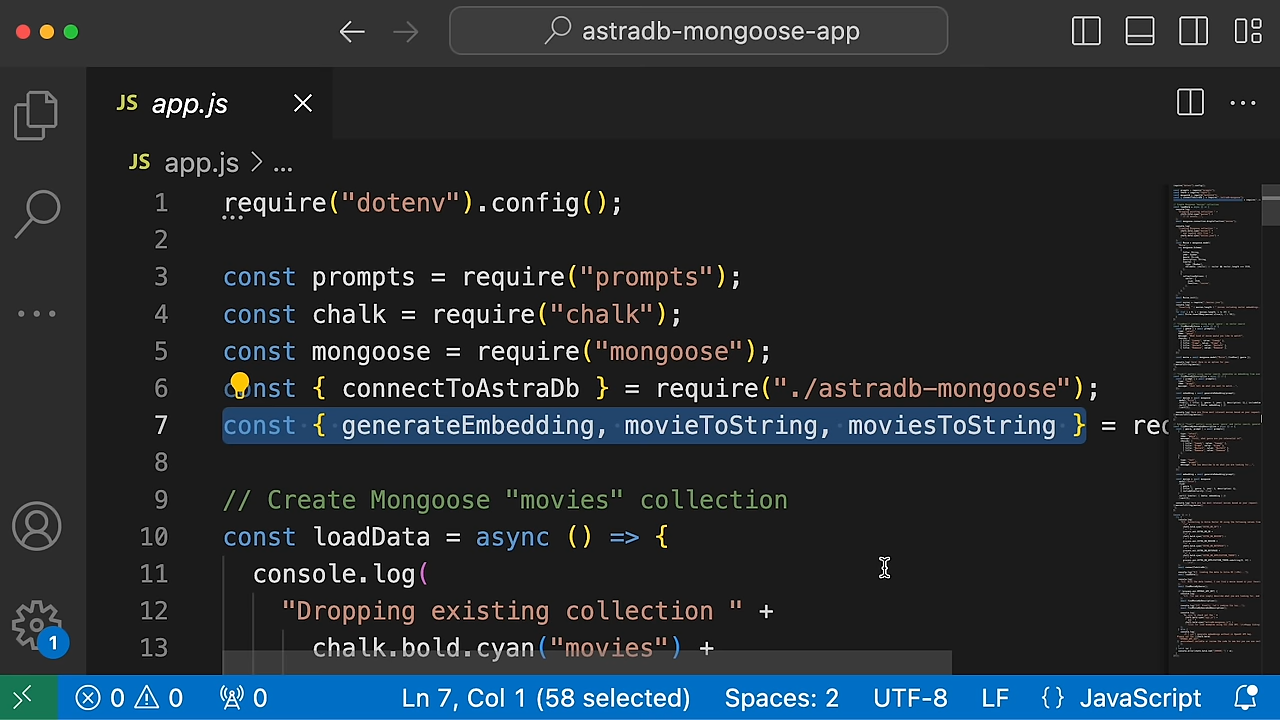 astradb-mongoose-app
JS app.js
JS app.js > ...
1 require("dotenv").config();
2
3 const prompts = require("prompts");
4 const chalk = require("chalk");
5 const mongoose = require("mongoose");
6 const { connectToAstraDb } = require("./astradb-mongoose");
7 const { generateEmbedding, movieToString, moviesToString } = rec
8
9 // Create Mongoose "movies" collection
10 const loadData = async () => {
11 console.log(
12 "Dropping existing collection " +
13 chalk.bold.cyan("movies") +
1
0 0 0 Ln 7, Col 1 (58 selected) Spaces: 2 UTF-8 LF {} JavaScript